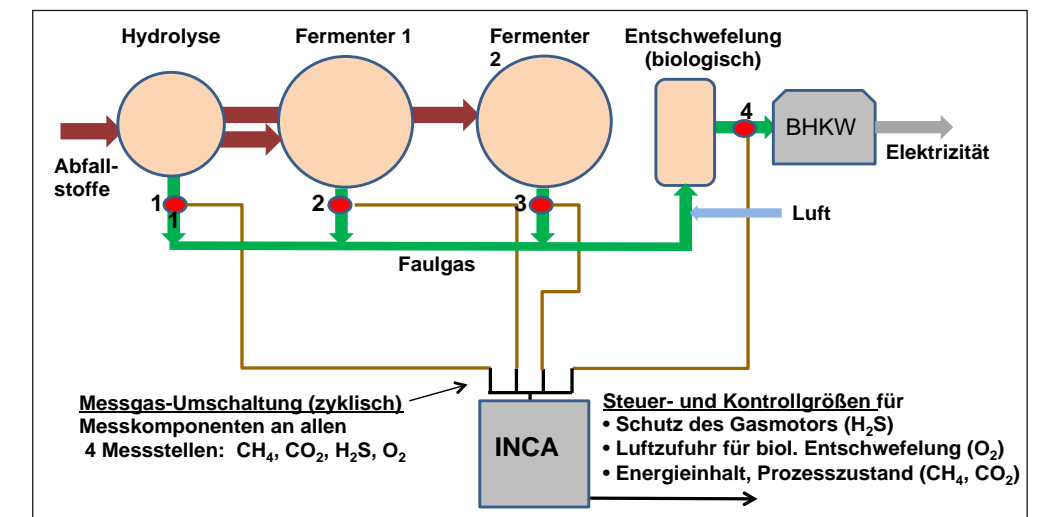 Hydrolyse
Fermenter 1
Fermenter
2
Entschwefelung
(biologisch)
4
BHKW
Elektrizität
Abfall-
stoffe
1
1
2
3
Luft
Faulgas
Messgas-Umschaltung (zyklisch)
Messkomponenten an allen
4 Messstellen: CH₄, CO₂, H₂S, O₂
INCA
Steuer- und Kontrollgrößen für
• Schutz des Gasmotors (H₂S)
• Luftzufuhr für biol. Entschwefelung (O₂)
• Energieinhalt, Prozesszustand (CH₄, CO₂)